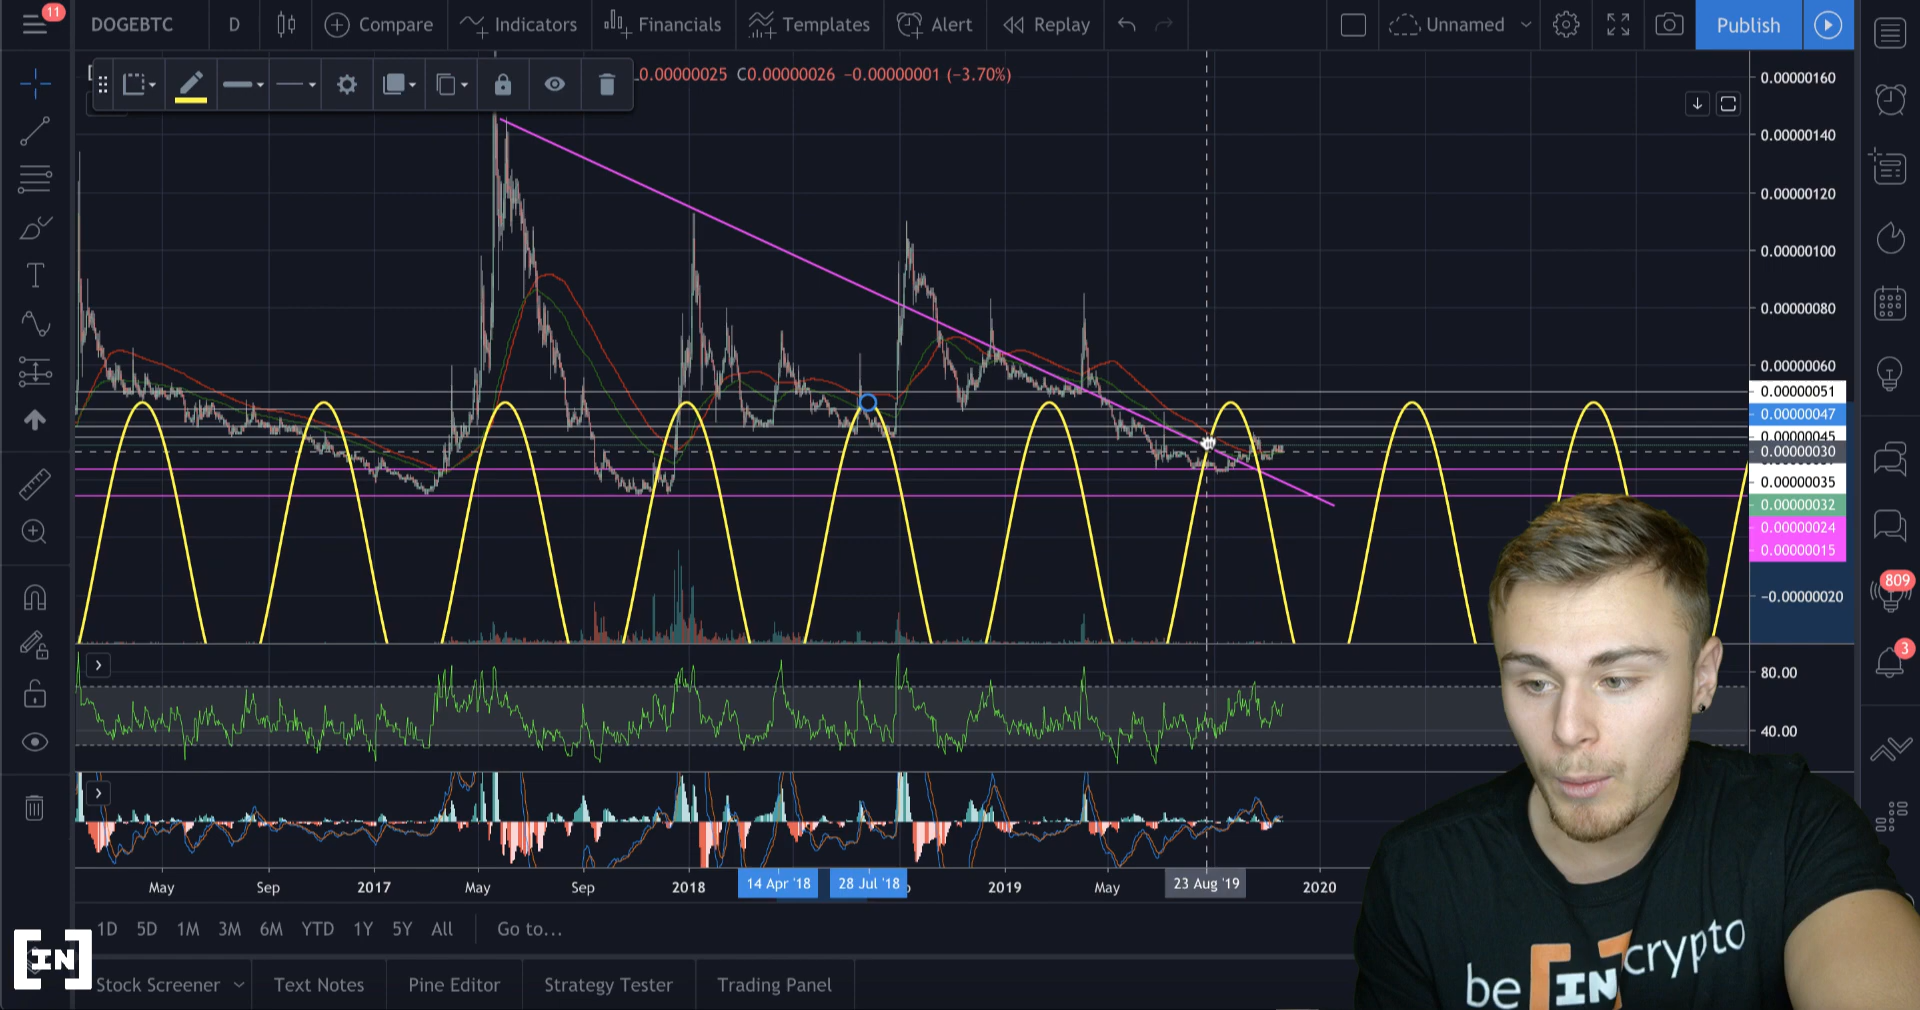 11
DOGEBTC D Compare Indicators Financials Templates Alert Replay Unnamed Publish
0.00000025 C0.00000026 −0.00000001 (−3.70%)
0.00000160
0.00000140
0.00000120
0.00000100
0.00000080
0.00000060
0.00000051
0.00000047
0.00000045
0.00000030
0.00000035
0.00000032
0.00000024
0.00000015
−0.00000020
809
3
80.00
40.00
May Sep 2017 May Sep 2018 14 Apr '18 28 Jul '18 2019 May 23 Aug '19 2020
1D 5D 1M 3M 6M YTD 1Y 5Y All Go to...
[IN]
Stock Screener Text Notes Pine Editor Strategy Tester Trading Panel
be [IN] crypto